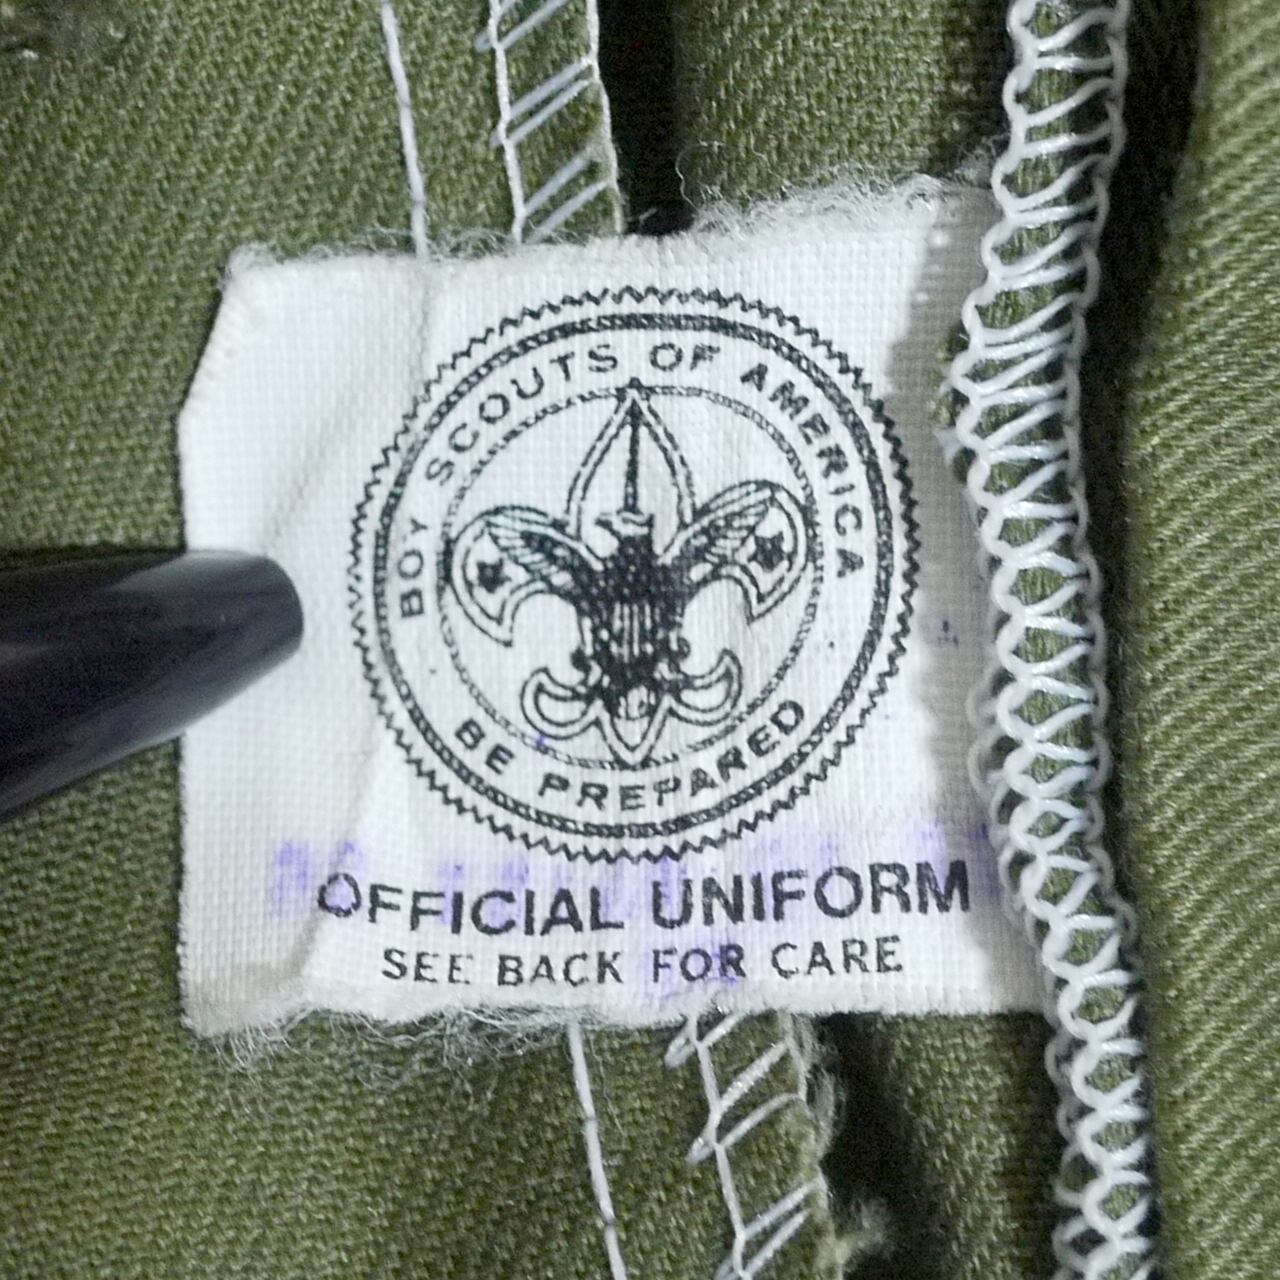 BOY SCOUTS OF AMERICA
BE PREPARED
OFFICIAL UNIFORM
SEE BACK FOR CARE